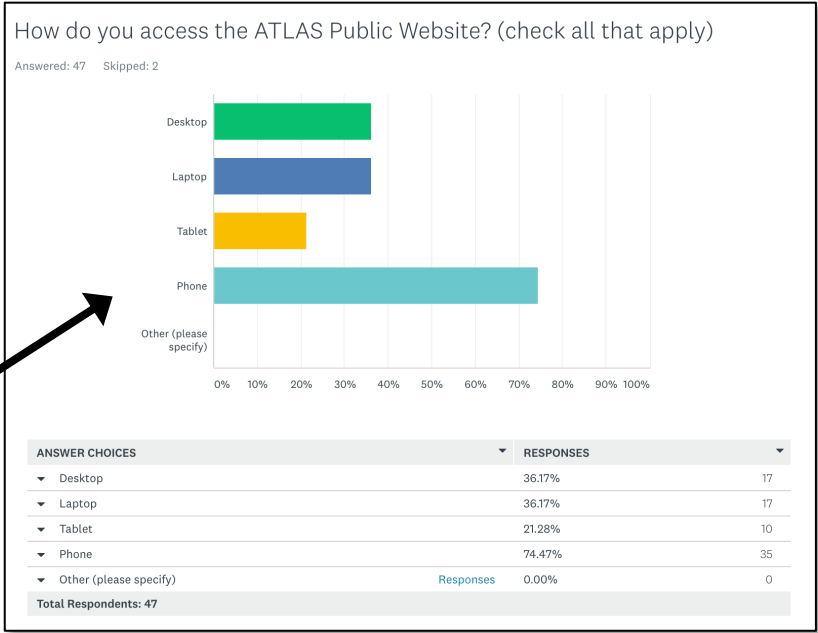 How do you access the ATLAS Public Website? (check all that apply)
Answered: 47 Skipped: 2
Desktop
Laptop
Tablet
Phone
Other (please
specify)
0% 10% 20% 30% 40% 50% 60% 70% 80% 90% 100%
ANSWER CHOICES RESPONSES
Desktop 36.17% 17
Laptop 36.17% 17
Tablet 21.28% 10
Phone 74.47% 35
Other (please specify) Responses 0.00% 0
Total Respondents: 47